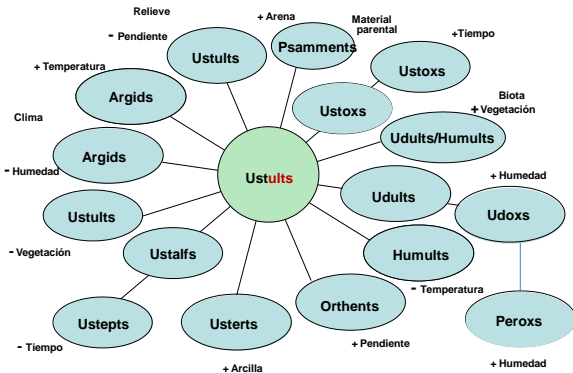 Relieve
- Pendiente
Ustults
+ Arena
Psamments
Material
parental
+Tiempo
Ustoxs
Ustoxs
+ Temperatura
Argids
Biota
+ Vegetación
Udults/Humults
Clima
Argids
- Humedad
Ustults
Udults
+ Humedad
Udoxs
Ustults
- Vegetación
Ustalfs
Humults
- Temperatura
Ustepts
- Tiempo
Usterts
+ Arcilla
Orthents
+ Pendiente
Peroxs
+ Humedad